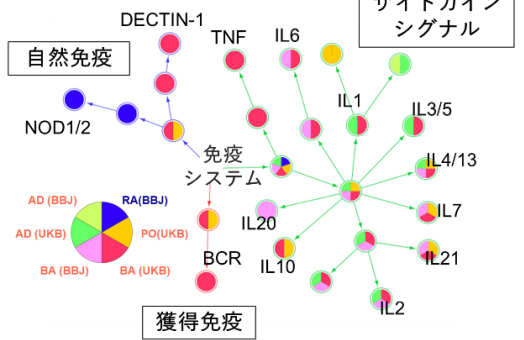 サイトカイン
シグナル
DECTIN-1
自然免疫
TNF
IL6
IL1
IL3/5
NOD1/2
免疫
システム
IL4/13
AD (BBJ)
RA(BBJ)
AD (UKB)
PO(UKB)
BA (BBJ)
BA (UKB)
IL20
IL7
BCR
IL10
IL21
IL2
獲得免疫